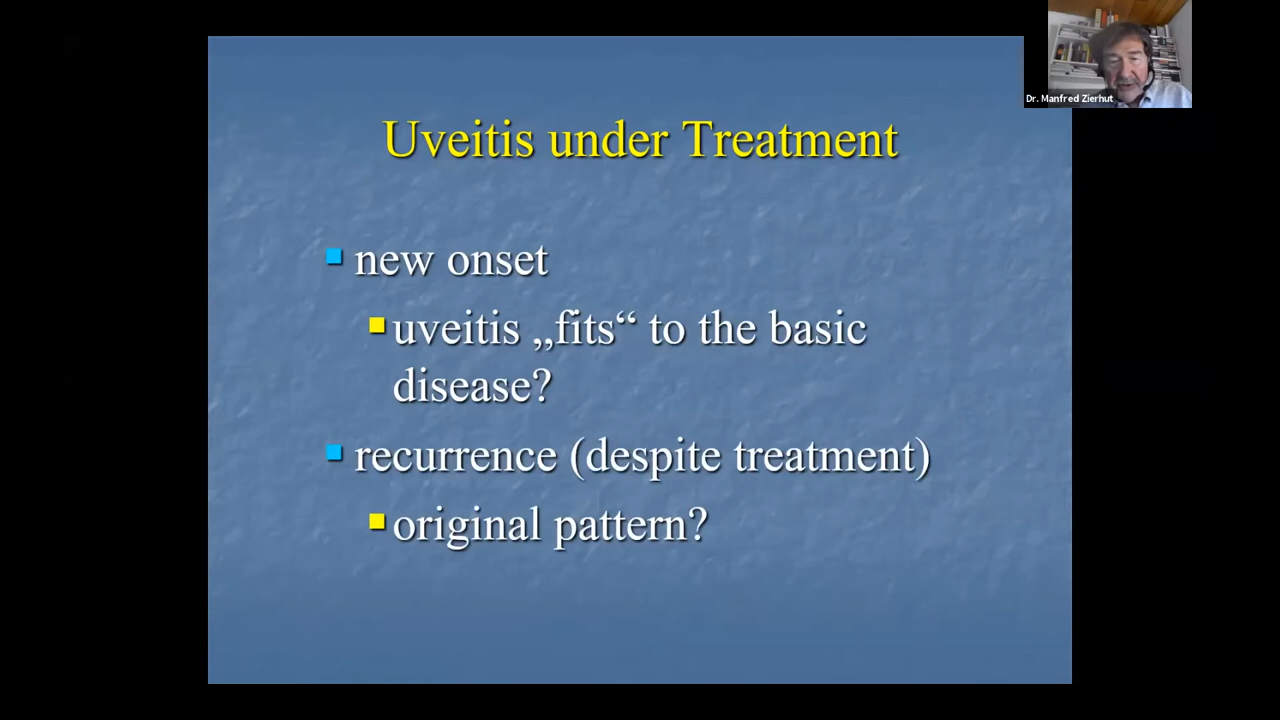 Dr. Manfred Zierhut
Uveitis under Treatment
new onset
uveitis „fits“ to the basic
disease?
recurrence (despite treatment)
original pattern?